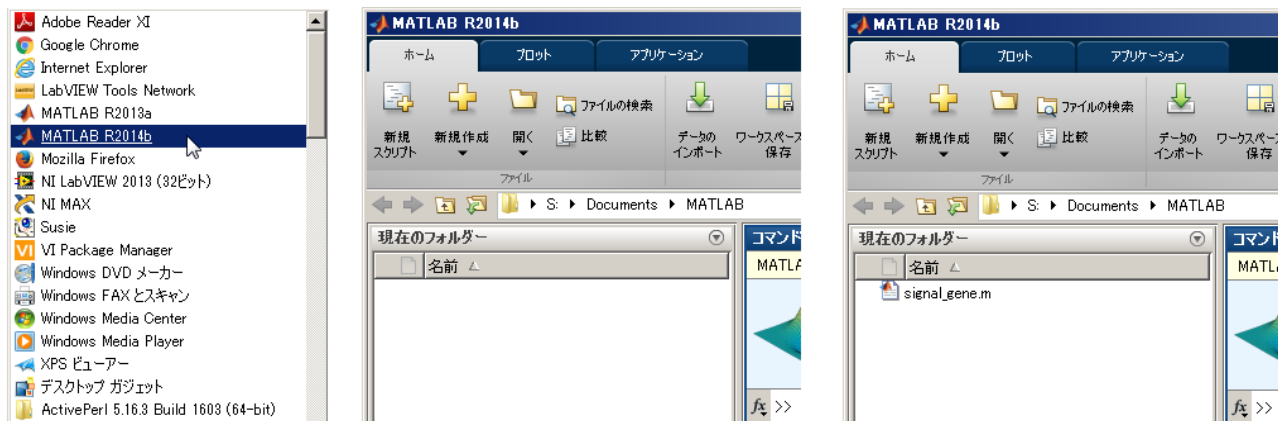 Adobe Reader XI
Google Chrome
Internet Explorer
LabVIEW Tools Network
MATLAB R2013a
MATLAB R2014b
Mozilla Firefox
NI LabVIEW 2013 (32ビット)
NI MAX
Susie
VI Package Manager
Windows DVD メーカー
Windows FAX とスキャン
Windows Media Center
Windows Media Player
XPS ビューアー
デスクトップ ガジェット
ActivePerl 5.16.3 Build 1603 (64-bit)
MATLAB R2014b
ホーム プロット アプリケーション
ファイルの検索
新規 新規作成 開く 比較 データの ワークスペース
スクリプト インポート 保存
ファイル
S: Documents MATLAB
現在のフォルダー コマンド
名前 MATLA
fx >>
MATLAB R2014b
ホーム プロット アプリケーション
ファイルの検索
新規 新規作成 開く 比較 データの ワークスペース
スクリプト インポート 保存
ファイル
S: Documents MATLAB
現在のフォルダー コマンド
名前 MATL
signal_gene.m
fx >>